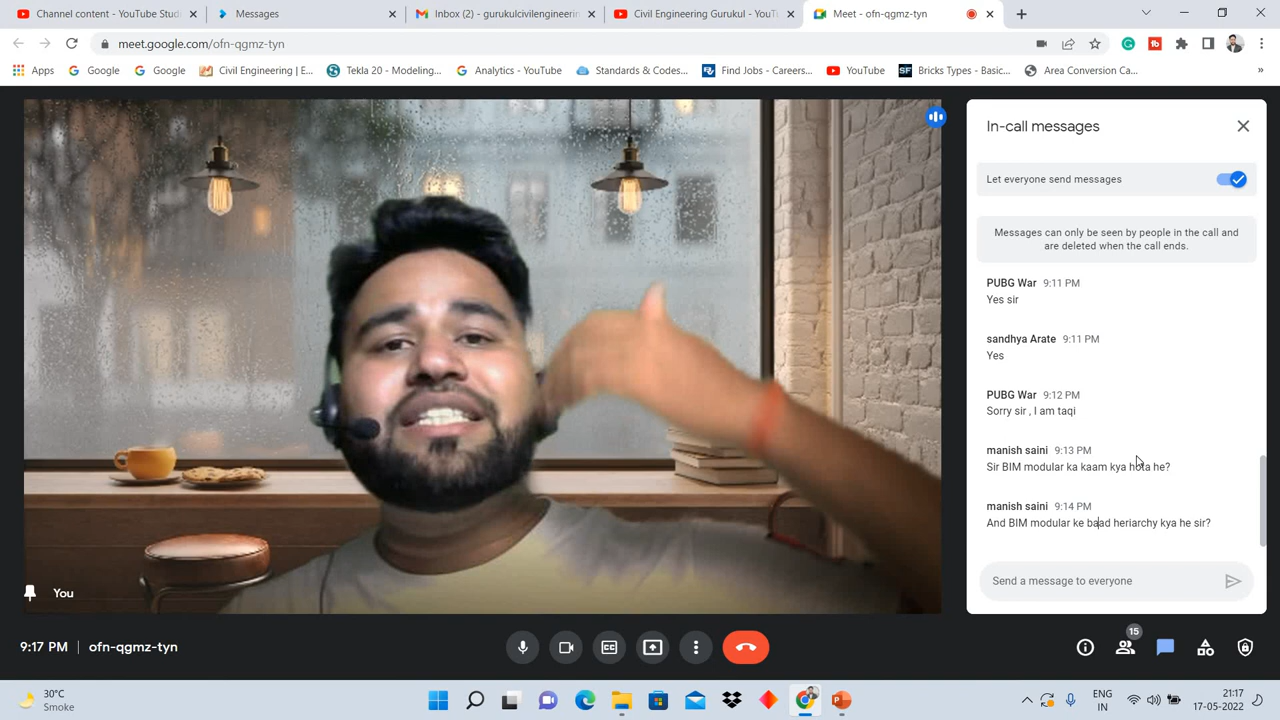 Channel content - YouTube Stud
Messages
Inbox (2) - gurukulcivilengineerin
Civil Engineering Gurukul - YouT
Meet - ofn-qgmz-tyn
meet.google.com/ofn-qgmz-tyn
Apps
Google
Google
Civil Engineering | E...
Tekla 20 - Modeling...
Analytics - YouTube
Standards & Codes...
Find Jobs - Careers...
YouTube
Bricks Types - Basic...
Area Conversion Ca...
In-call messages
Let everyone send messages
Messages can only be seen by people in the call and
are deleted when the call ends.
PUBG War 9:11 PM
Yes sir
sandhya Arate 9:11 PM
Yes
PUBG War 9:12 PM
Sorry sir , I am taqi
manish saini 9:13 PM
Sir BIM modular ka kaam kya hota he?
manish saini 9:14 PM
And BIM modular ke baad heriarchy kya he sir?
Send a message to everyone
You
9:17 PM | ofn-qgmz-tyn
15
30°C
Smoke
ENG
IN
21:17
17-05-2022